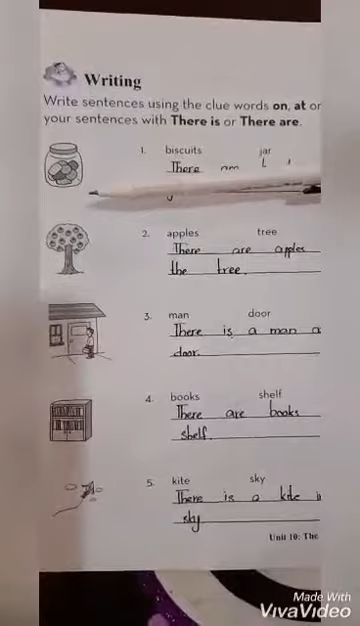 Writing
Write sentences using the clue words on, at or
your sentences with There is or There are.
1. biscuits jar
There
2. apples tree
There are apples
the tree
3. man door
There is a man a
door.
4. books shelf
There are books
shelf.
5. kite sky
There is a kite i
sky
Unit 10: The
Made With
VivaVideo